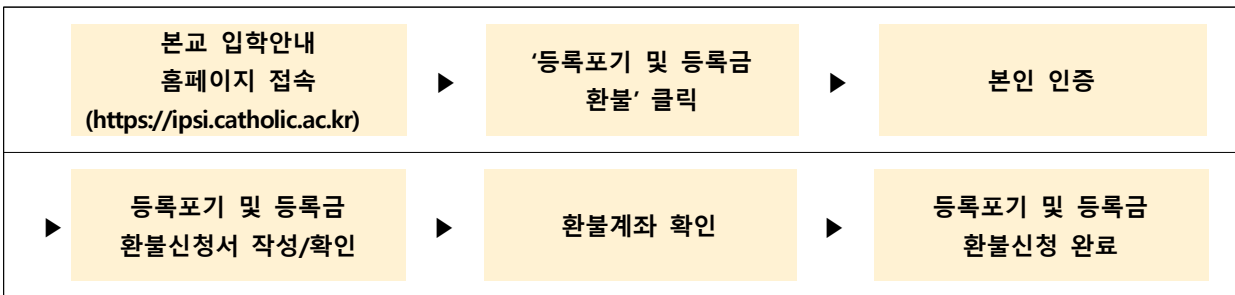 본교 입학안내
홈페이지 접속
(https://ipsi.catholic.ac.kr)
▶
‘등록포기 및 등록금
환불’ 클릭
▶
본인 인증
▶
등록포기 및 등록금
환불신청서 작성/확인
▶
환불계좌 확인
▶
등록포기 및 등록금
환불신청 완료